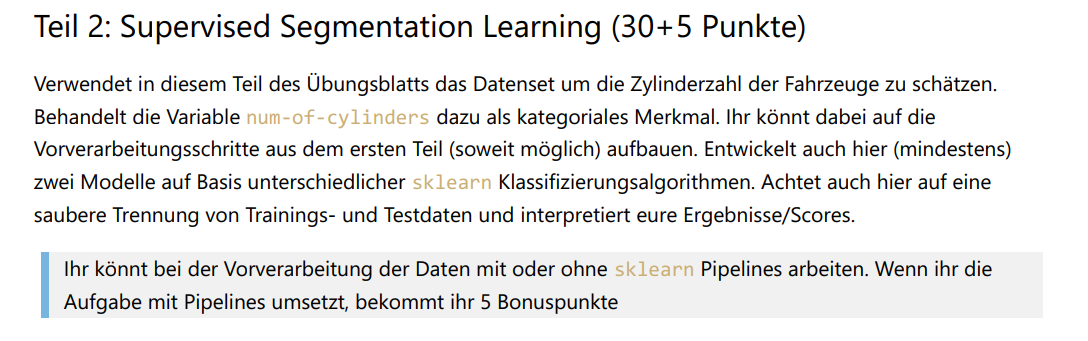 Teil 2: Supervised Segmentation Learning (30+5 Punkte)
Verwendet in diesem Teil des Übungsblatts das Datenset um die Zylinderzahl der Fahrzeuge zu schätzen.
Behandelt die Variable num-of-cylinders dazu als kategoriales Merkmal. Ihr könnt dabei auf die
Vorverarbeitungsschritte aus dem ersten Teil (soweit möglich) aufbauen. Entwickelt auch hier (mindestens)
zwei Modelle auf Basis unterschiedlicher sklearn Klassifizierungsalgorithmen. Achtet auch hier auf eine
saubere Trennung von Trainings- und Testdaten und interpretiert eure Ergebnisse/Scores.
Ihr könnt bei der Vorverarbeitung der Daten mit oder ohne sklearn Pipelines arbeiten. Wenn ihr die
Aufgabe mit Pipelines umsetzt, bekommt ihr 5 Bonuspunkte